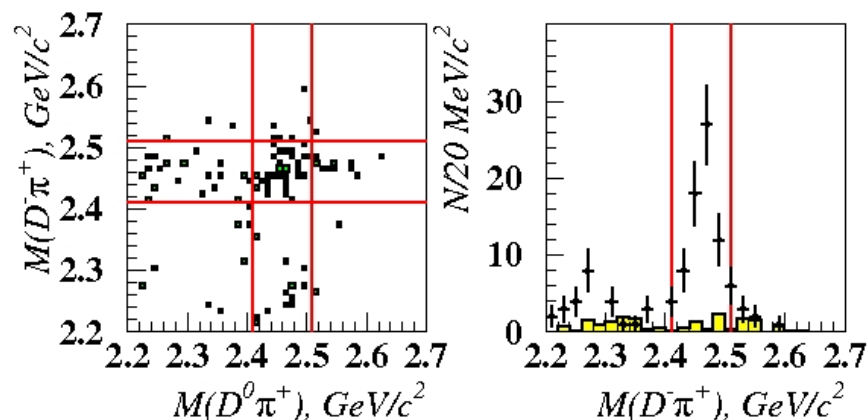 M(D⁻π⁺), GeV/c²
2.7
2.6
2.5
2.4
2.3
2.2
2.2 2.3 2.4 2.5 2.6 2.7
M(D⁰π⁺), GeV/c²
N/20 MeV/c²
30
20
10
0
2.2 2.3 2.4 2.5 2.6 2.7
M(D⁻π⁺), GeV/c²